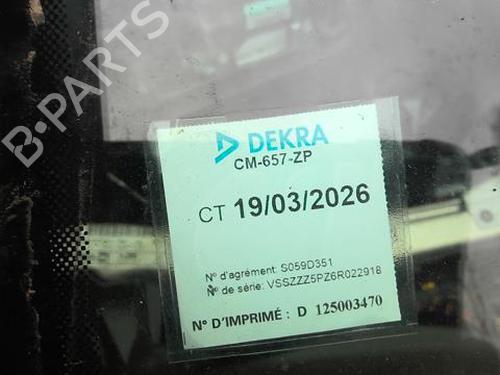 B-PARTS
DEKRA
CM-657-ZP
CT 19/03/2026
N° d'agrément: S059D351
N° de série: VSSZZZ5PZ6R022918
N° D'IMPRIMÉ : D 125003470